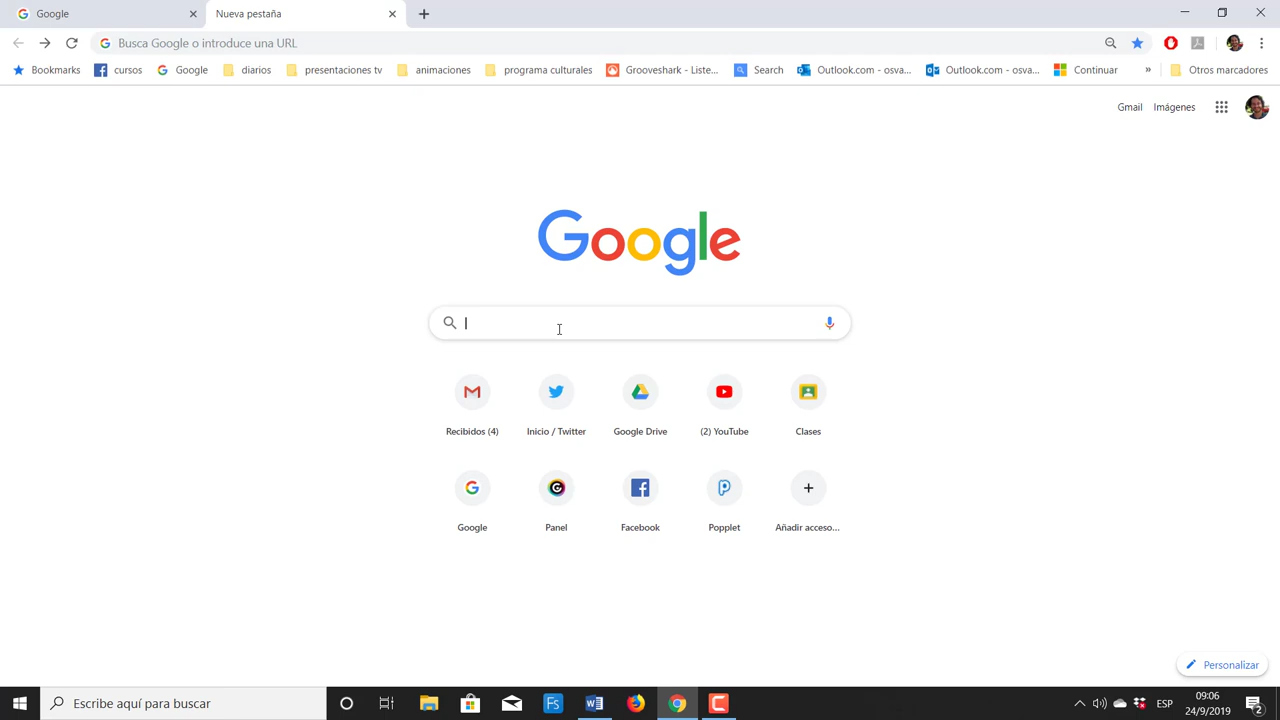 Google
Nueva pestaña
Busca Google o introduce una URL
Bookmarks
cursos
Google
diarios
presentaciones tv
animaciones
programa culturales
Grooveshark - Liste...
Search
Outlook.com - osva...
Outlook.com - osva...
Continuar
»
Otros marcadores
Gmail
Imágenes
Google
Recibidos (4)
Inicio / Twitter
Google Drive
(2) YouTube
Clases
Google
Panel
Facebook
Popplet
Añadir acceso...
Personalizar
Escribe aquí para buscar
Fs
ESP
09:06
24/9/2019
2